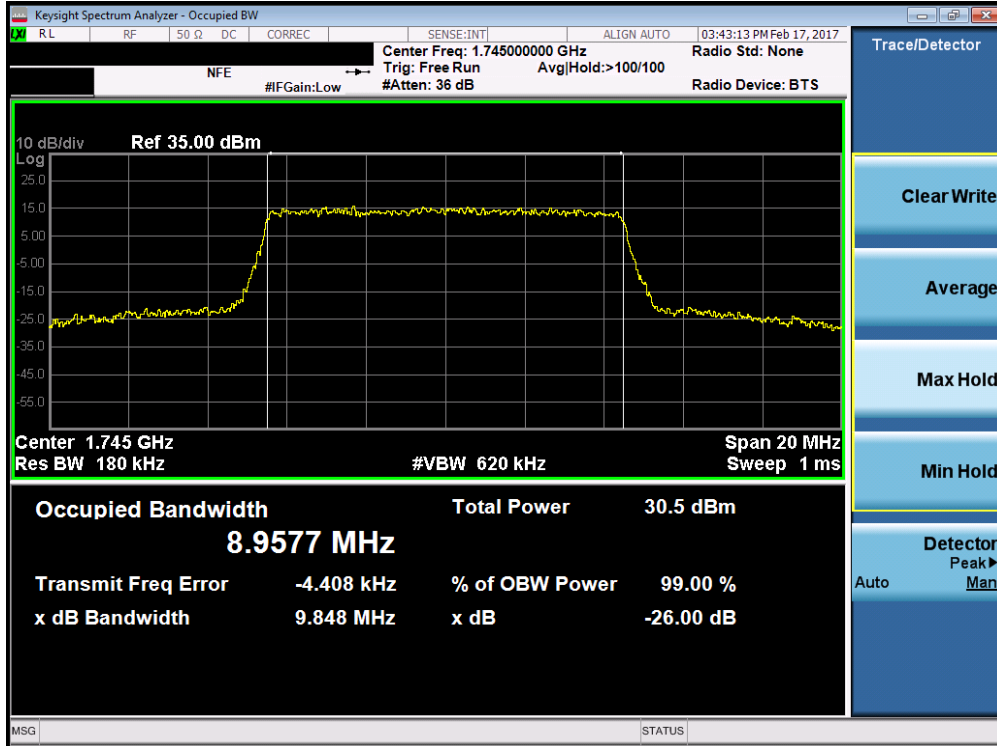 Keysight Spectrum Analyzer - Occupied BW
LXI RL RF 50 Ω DC CORREC SENSE:INT ALIGN AUTO 03:43:13 PM Feb 17, 2017
Center Freq: 1.745000000 GHz Radio Std: None
NFE Trig: Free Run Avg|Hold:>100/100
#IFGain:Low #Atten: 36 dB Radio Device: BTS
Trace/Detector
10 dB/div Ref 35.00 dBm
Log
25.0
15.0
5.00
-5.00
-15.0
-25.0
-35.0
-45.0
-55.0
Center 1.745 GHz Span 20 MHz
Res BW 180 kHz #VBW 620 kHz Sweep 1 ms
Occupied Bandwidth Total Power 30.5 dBm
8.9577 MHz
Transmit Freq Error -4.408 kHz % of OBW Power 99.00 %
x dB Bandwidth 9.848 MHz x dB -26.00 dB
Clear Write
Average
Max Hold
Min Hold
Detector
Peak▶
Auto Man
MSG STATUS